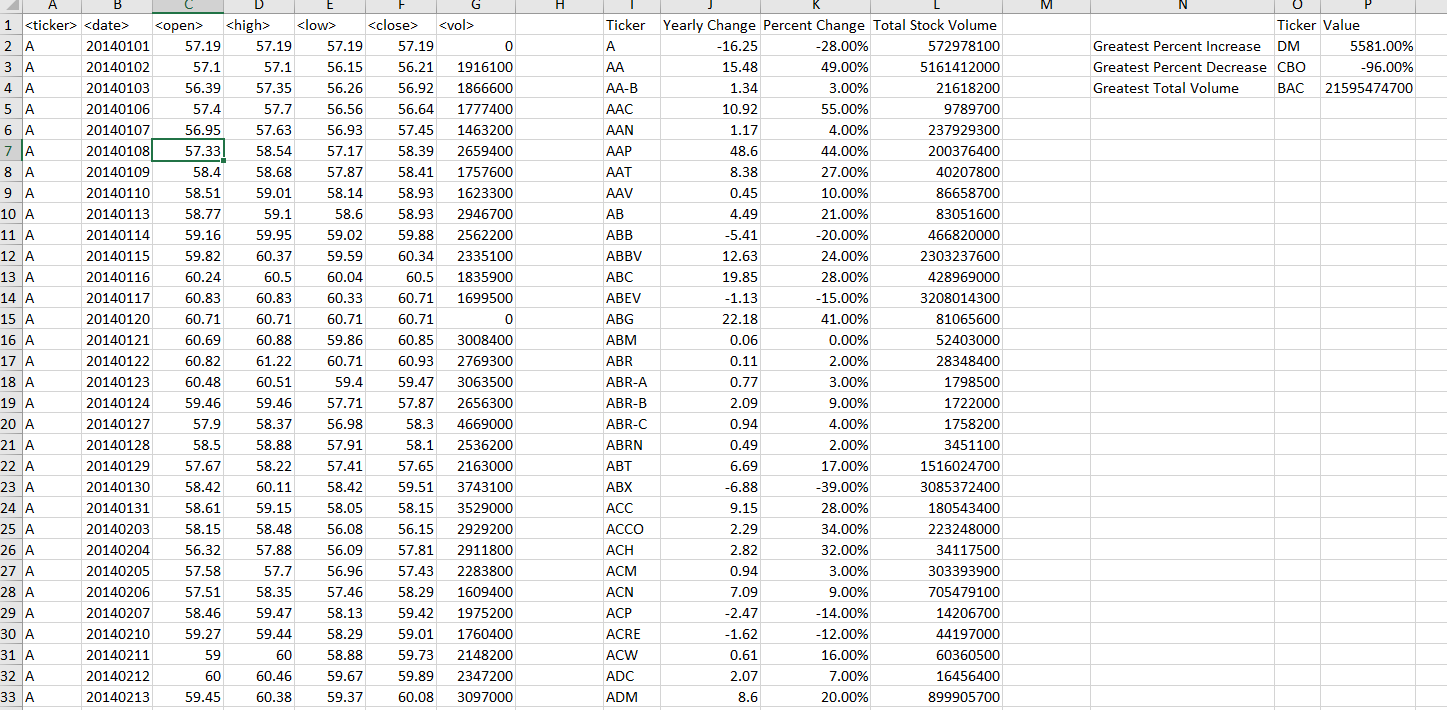 A B C D E F G H I J K L M N O P
1 <ticker> <date> <open> <high> <low> <close> <vol> Ticker Yearly Change Percent Change Total Stock Volume Ticker Value
2 A 20140101 57.19 57.19 57.19 57.19 0 A -16.25 -28.00% 572978100 Greatest Percent Increase DM 5581.00%
3 A 20140102 57.1 57.1 56.15 56.21 1916100 AA 15.48 49.00% 5161412000 Greatest Percent Decrease CBO -96.00%
4 A 20140103 56.39 57.35 56.26 56.92 1866600 AA-B 1.34 3.00% 21618200 Greatest Total Volume BAC 21595474700
5 A 20140106 57.4 57.7 56.56 56.64 1777400 AAC 10.92 55.00% 9789700
6 A 20140107 56.95 57.63 56.93 57.45 1463200 AAN 1.17 4.00% 237929300
7 A 20140108 57.33 58.54 57.17 58.39 2659400 AAP 48.6 44.00% 200376400
8 A 20140109 58.4 58.68 57.87 58.41 1757600 AAT 8.38 27.00% 40207800
9 A 20140110 58.51 59.01 58.14 58.93 1623300 AAV 0.45 10.00% 86658700
10 A 20140113 58.77 59.1 58.6 58.93 2946700 AB 4.49 21.00% 83051600
11 A 20140114 59.16 59.95 59.02 59.88 2562200 ABB -5.41 -20.00% 466820000
12 A 20140115 59.82 60.37 59.59 60.34 2335100 ABBV 12.63 24.00% 2303237600
13 A 20140116 60.24 60.5 60.04 60.5 1835900 ABC 19.85 28.00% 428969000
14 A 20140117 60.83 60.83 60.33 60.71 1699500 ABEV -1.13 -15.00% 3208014300
15 A 20140120 60.71 60.71 60.71 60.71 0 ABG 22.18 41.00% 81065600
16 A 20140121 60.69 60.88 59.86 60.85 3008400 ABM 0.06 0.00% 52403000
17 A 20140122 60.82 61.22 60.71 60.93 2769300 ABR 0.11 2.00% 28348400
18 A 20140123 60.48 60.51 59.4 59.47 3063500 ABR-A 0.77 3.00% 1798500
19 A 20140124 59.46 59.46 57.71 57.87 2656300 ABR-B 2.09 9.00% 1722000
20 A 20140127 57.9 58.37 56.98 58.3 4669000 ABR-C 0.94 4.00% 1758200
21 A 20140128 58.5 58.88 57.91 58.1 2536200 ABRN 0.49 2.00% 3451100
22 A 20140129 57.67 58.22 57.41 57.65 2163000 ABT 6.69 17.00% 1516024700
23 A 20140130 58.42 60.11 58.42 59.51 3743100 ABX -6.88 -39.00% 3085372400
24 A 20140131 58.61 59.15 58.05 58.15 3529000 ACC 9.15 28.00% 180543400
25 A 20140203 58.15 58.48 56.08 56.15 2929200 ACCO 2.29 34.00% 223248000
26 A 20140204 56.32 57.88 56.09 57.81 2911800 ACH 2.82 32.00% 34117500
27 A 20140205 57.58 57.7 56.96 57.43 2283800 ACM 0.94 3.00% 303393900
28 A 20140206 57.51 58.35 57.46 58.29 1609400 ACN 7.09 9.00% 705479100
29 A 20140207 58.46 59.47 58.13 59.42 1975200 ACP -2.47 -14.00% 14206700
30 A 20140210 59.27 59.44 58.29 59.01 1760400 ACRE -1.62 -12.00% 44197000
31 A 20140211 59 60 58.88 59.73 2148200 ACW 0.61 16.00% 60360500
32 A 20140212 60 60.46 59.67 59.89 2347200 ADC 2.07 7.00% 16456400
33 A 20140213 59.45 60.38 59.37 60.08 3097000 ADM 8.6 20.00% 899905700